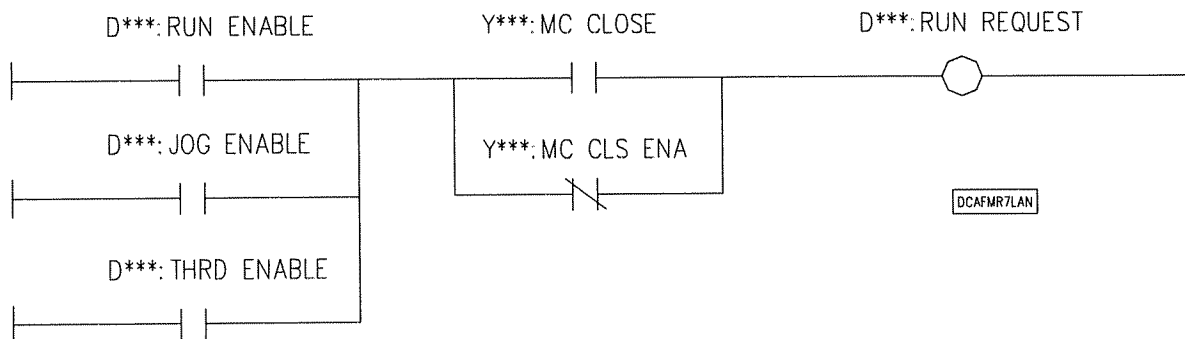 D***: RUN ENABLE
Y***: MC CLOSE
D***: RUN REQUEST
D***: JOG ENABLE
Y***: MC CLS ENA
DCAFMR7LAN
D***: THRD ENABLE